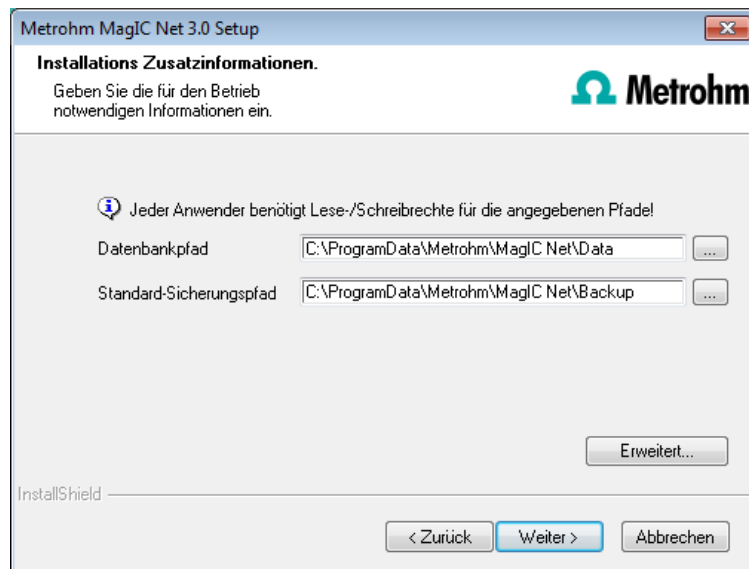 Metrohm MagIC Net 3.0 Setup
Installations Zusatzinformationen.
Geben Sie die für den Betrieb
notwendigen Informationen ein.
Metrohm
Jeder Anwender benötigt Lese-/Schreibrechte für die angegebenen Pfade!
Datenbankpfad C:\ProgramData\Metrohm\MagIC Net\Data ...
Standard-Sicherungspfad C:\ProgramData\Metrohm\MagIC Net\Backup ...
Erweitert...
InstallShield
< Zurück Weiter > Abbrechen